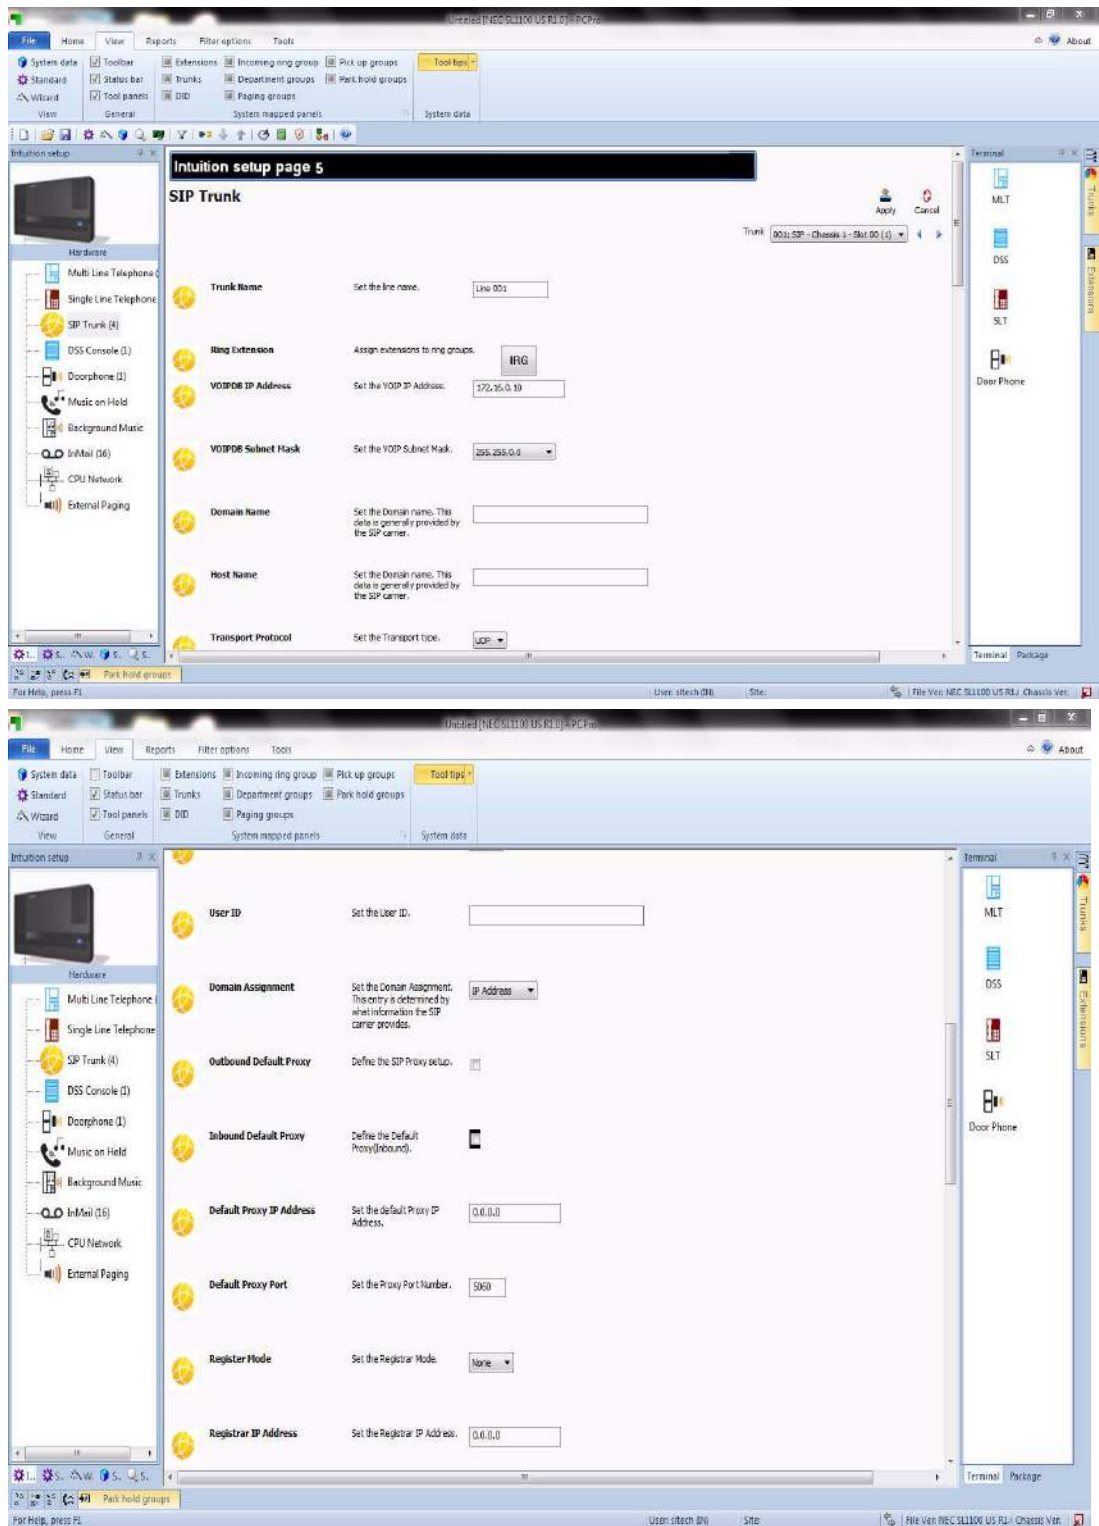 Untitled [NEC SL1100 US R1.0] - PCPro
File Home View Reports Filter options Tools About
System data Toolbar Extensions Incoming ring group Pick up groups Tool tips
Standard Status bar Trunks Department groups Park hold groups
Wizard Tool panels DID Paging groups
View General System mapped panels System data
Intuition setup
Intuition setup page 5
Terminal
SIP Trunk
Apply Cancel
Trunk 001: SIP - Chassis 1 - Slot 00 (1)
Hardware
Multi Line Telephone (
Single Line Telephone
SIP Trunk (4)
DSS Console (1)
Doorphone (1)
Music on Hold
Background Music
InMail (16)
CPU Network
External Paging
Trunk Name Set the line name. Line 001
Ring Extension Assign extensions to ring groups. IRG
VOIPDB IP Address Set the VOIP IP Address. 172.16.0.10
VOIPDB Subnet Mask Set the VOIP Subnet Mask. 255.255.0.0
Domain Name Set the Domain name. This
data is generally provided by
the SIP carrier.
Host Name Set the Domain name. This
data is generally provided by
the SIP carrier.
Transport Protocol Set the Transport type. UDP
MLT
DSS
SLT
Door Phone
Trunks
Extensions
I.. S.. W. S.. S..
Terminal Package
Park hold groups
For Help, press F1 User: sltech (IN) Site: File Ver: NEC SL1100 US R1.( Chassis Ver:
Untitled [NEC SL1100 US R1.0] - PCPro
File Home View Reports Filter options Tools About
System data Toolbar Extensions Incoming ring group Pick up groups Tool tips
Standard Status bar Trunks Department groups Park hold groups
Wizard Tool panels DID Paging groups
View General System mapped panels System data
Intuition setup
Terminal
Hardware
Multi Line Telephone (
Single Line Telephone
SIP Trunk (4)
DSS Console (1)
Doorphone (1)
Music on Hold
Background Music
InMail (16)
CPU Network
External Paging
User ID Set the User ID.
Domain Assignment Set the Domain Assignment. IP Address
This entry is determined by
what information the SIP
carrier provides.
Outbound Default Proxy Define the SIP Proxy setup.
Inbound Default Proxy Define the Default
Proxy(Inbound).
Default Proxy IP Address Set the default Proxy IP
Address. 0.0.0.0
Default Proxy Port Set the Proxy Port Number. 5060
Register Mode Set the Registrar Mode. None
Registrar IP Address Set the Registrar IP Address. 0.0.0.0
MLT
DSS
SLT
Door Phone
Trunks
Extensions
I.. S.. W. S.. S..
Terminal Package
Park hold groups
For Help, press F1 User: sltech (IN) Site: File Ver: NEC SL1100 US R1.( Chassis Ver: